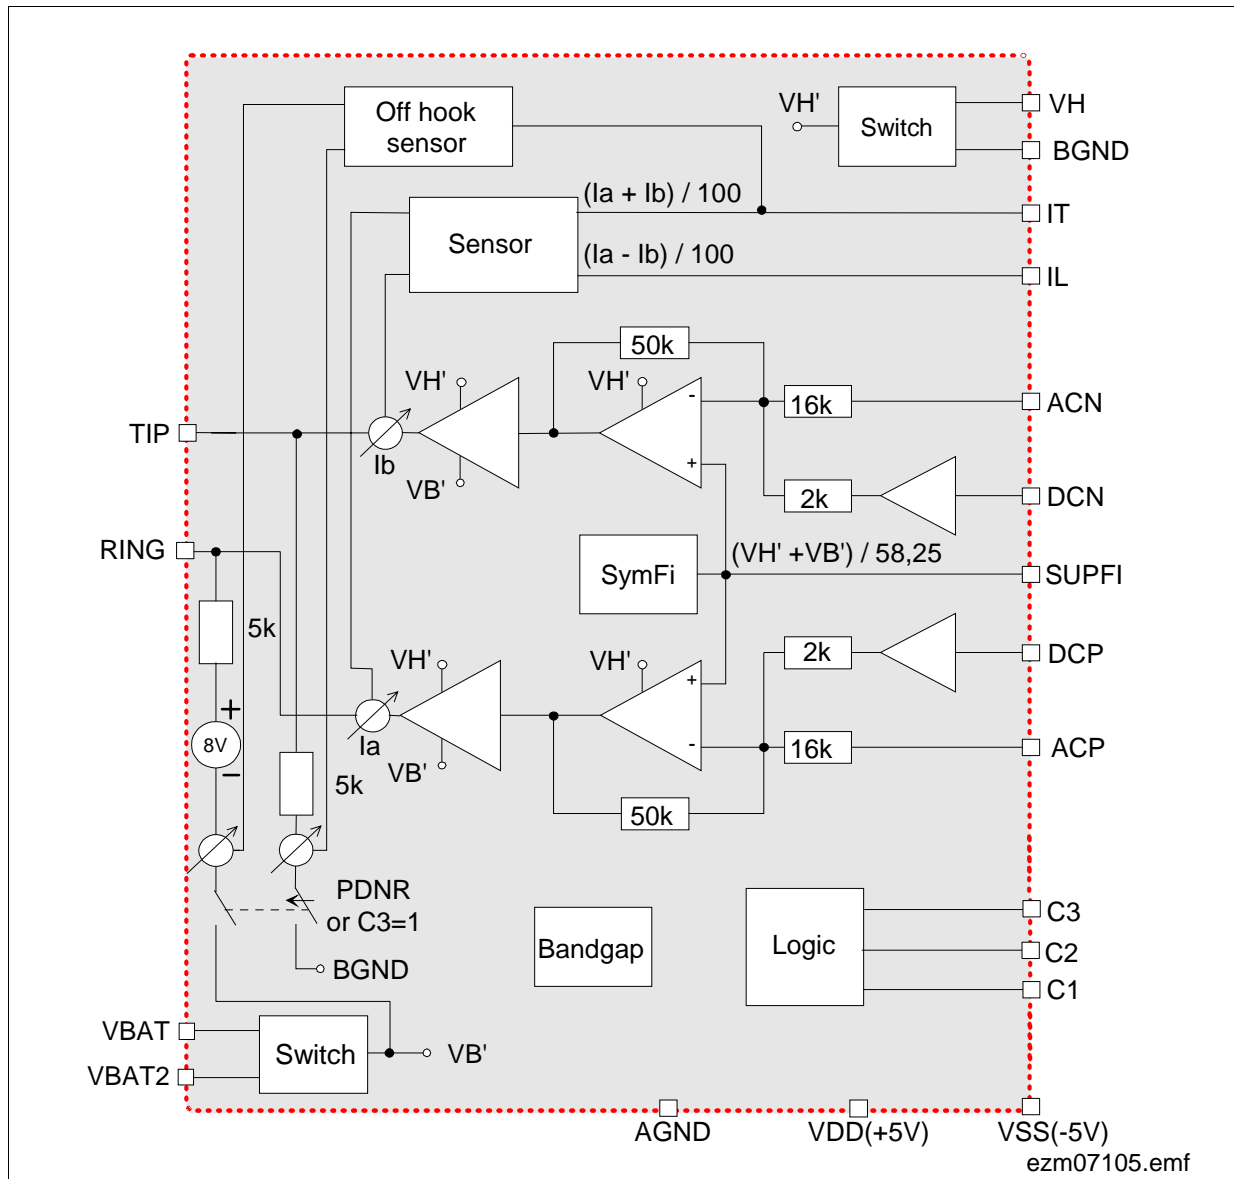 Off hook
sensor
VH'
Switch
VH
BGND
(Ia + Ib) / 100
IT
Sensor
(Ia - Ib) / 100
IL
50k
VH'
VH'
-
16k
ACN
TIP
Ib
+
VB'
2k
DCN
RING
SymFi
(VH' +VB') / 58,25
SUPFI
5k
VH'
VH'
+
2k
DCP
+
8V
-
Ia
-
16k
ACP
VB'
5k
50k
PDNR
or C3=1
BGND
Bandgap
Logic
C3
C2
C1
VBAT
Switch
VB'
VBAT2
AGND
VDD(+5V)
VSS(-5V)
ezm07105.emf